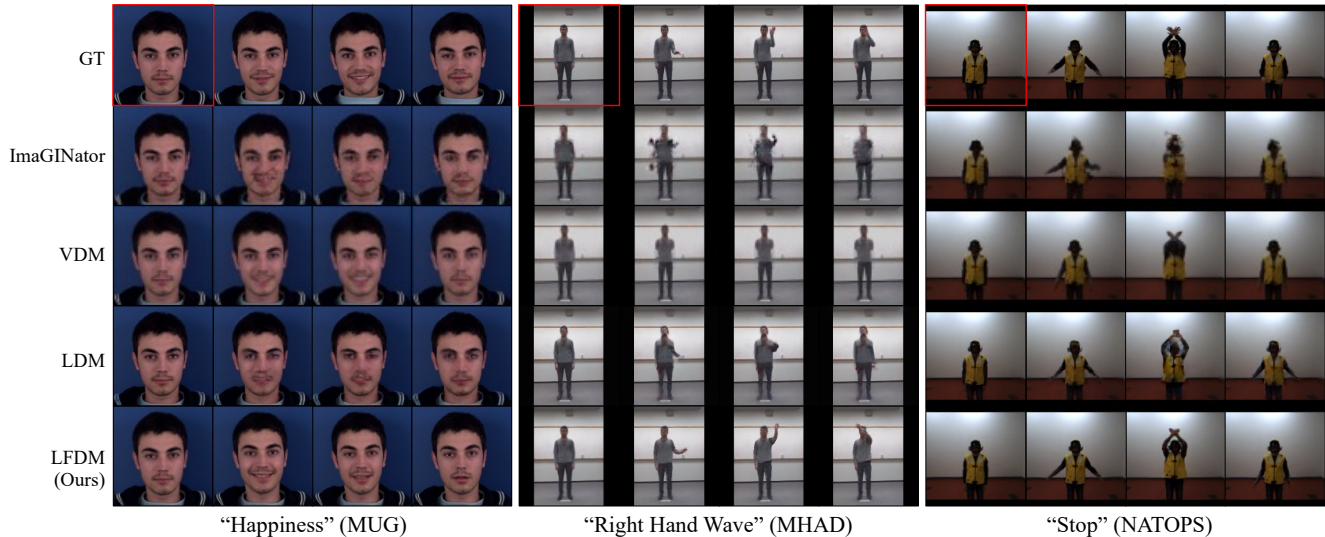 GT
ImaGINator
VDM
LDM
LFDM
(Ours)
“Happiness” (MUG)
“Right Hand Wave” (MHAD)
“Stop” (NATOPS)